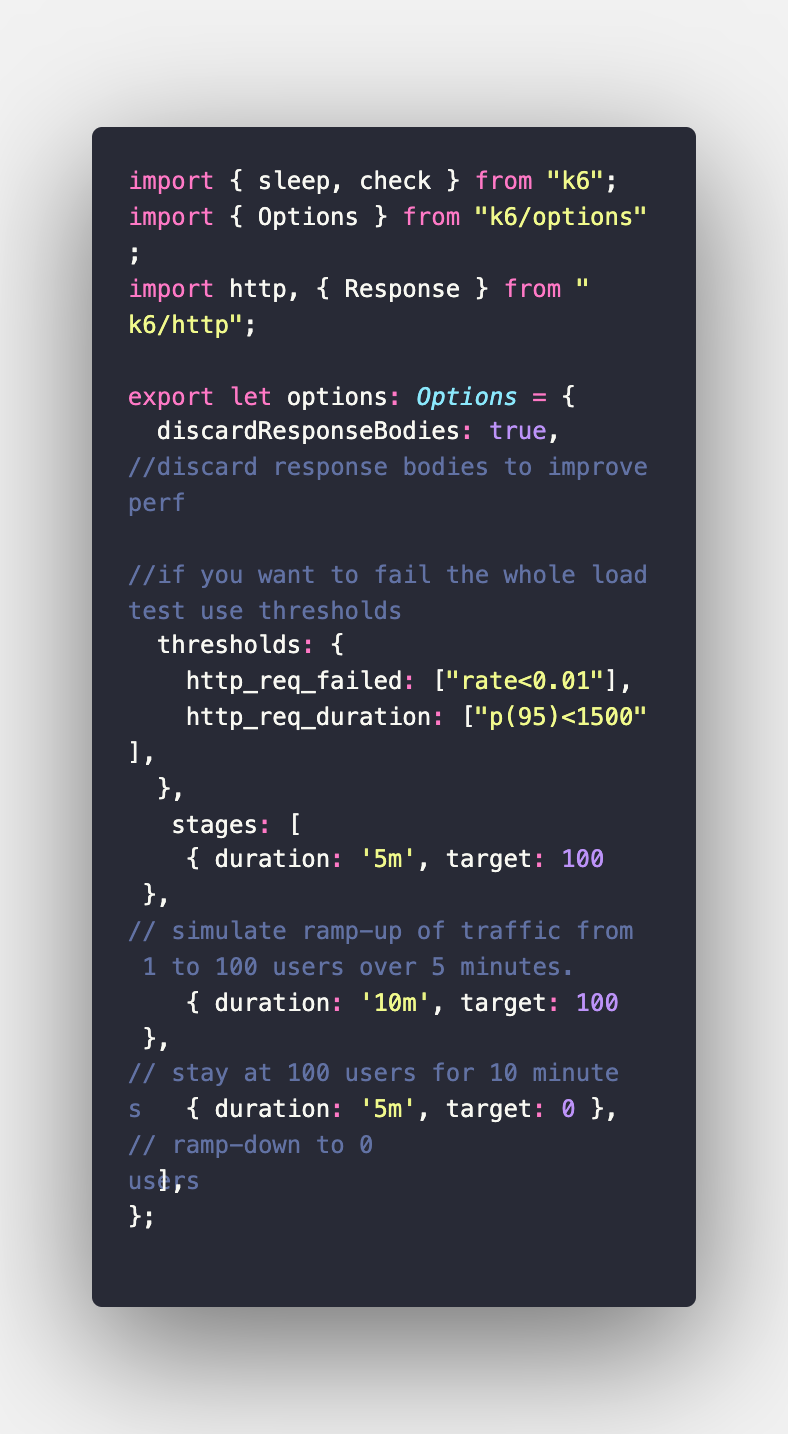 import { sleep, check } from "k6";
import { Options } from "k6/options"
;
import http, { Response } from "
k6/http";

export let options: Options = {
  discardResponseBodies: true,
//discard response bodies to improve
perf

//if you want to fail the whole load
test use thresholds
  thresholds: {
    http_req_failed: ["rate<0.01"],
    http_req_duration: ["p(95)<1500"
],
  },
   stages: [
    { duration: '5m', target: 100
 },
// simulate ramp-up of traffic from
 1 to 100 users over 5 minutes.
    { duration: '10m', target: 100
 },
// stay at 100 users for 10 minute
s   { duration: '5m', target: 0 },
// ramp-down to 0
users
  ],
};